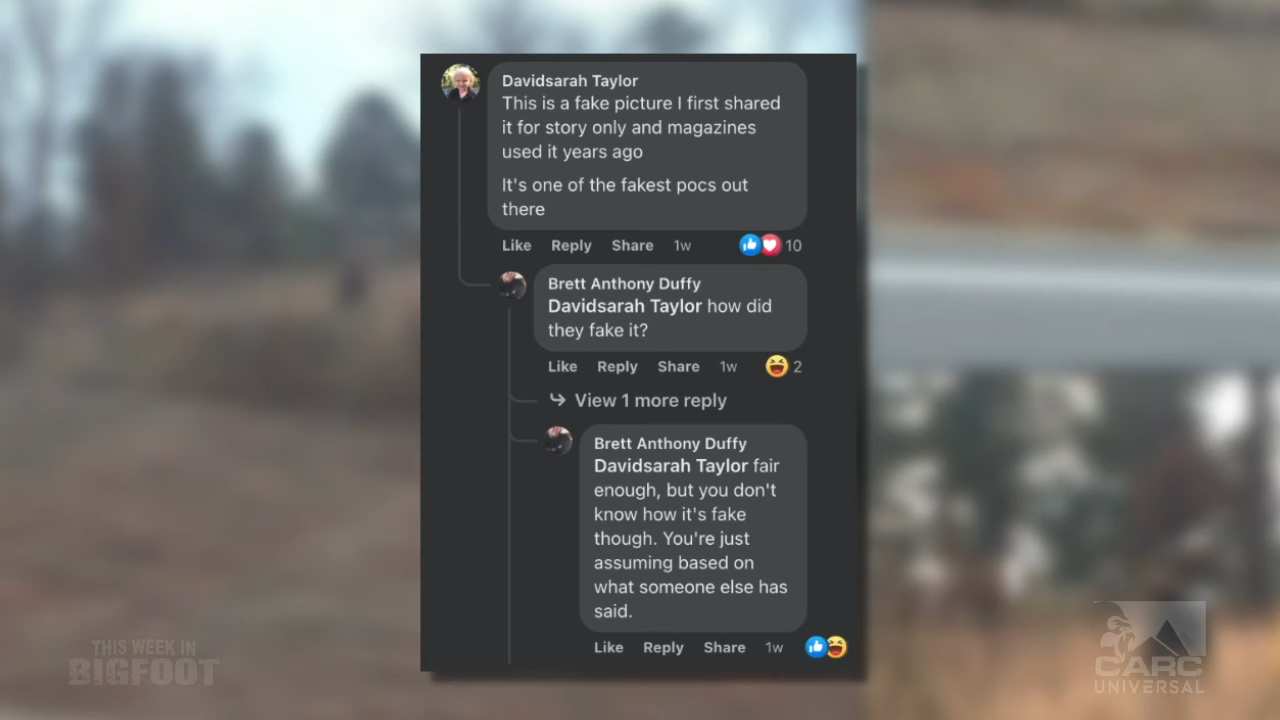 Davidsarah Taylor
This is a fake picture I first shared
it for story only and magazines
used it years ago
It's one of the fakest pocs out
there
Like Reply Share 1w 10
Brett Anthony Duffy
Davidsarah Taylor how did
they fake it?
Like Reply Share 1w 2
View 1 more reply
Brett Anthony Duffy
Davidsarah Taylor fair
enough, but you don't
know how it's fake
though. You're just
assuming based on
what someone else has
said.
Like Reply Share 1w
THIS WEEK IN
BIGFOOT
CARC
UNIVERSAL